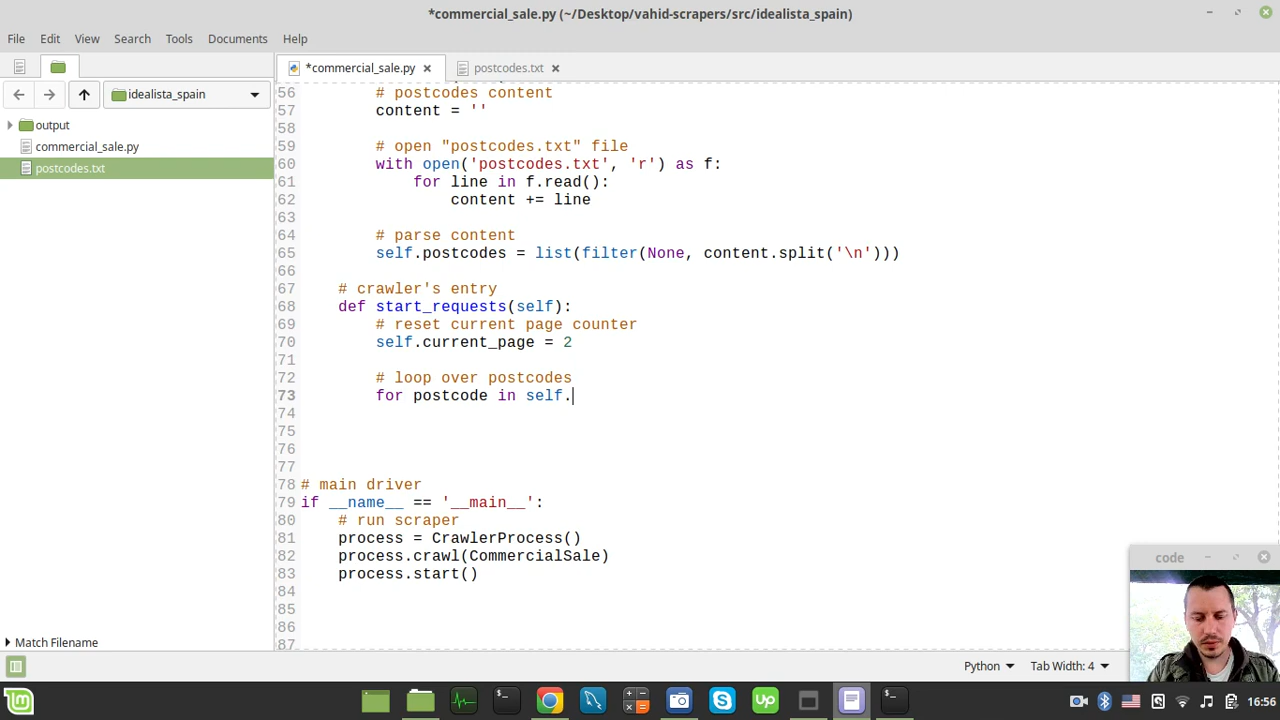 *commercial_sale.py (~/Desktop/vahid-scrapers/src/idealista_spain)
File Edit View Search Tools Documents Help
*commercial_sale.py
postcodes.txt
idealista_spain
output
commercial_sale.py
postcodes.txt
56 # postcodes content
57 content = ''
58
59 # open "postcodes.txt" file
60 with open('postcodes.txt', 'r') as f:
61 for line in f.read():
62 content += line
63
64 # parse content
65 self.postcodes = list(filter(None, content.split('\n')))
66
67 # crawler's entry
68 def start_requests(self):
69 # reset current page counter
70 self.current_page = 2
71
72 # loop over postcodes
73 for postcode in self.
74
75
76
77
78 # main driver
79 if __name__ == '__main__':
80 # run scraper
81 process = CrawlerProcess()
82 process.crawl(CommercialSale)
83 process.start()
84
85
86
87
code
Match Filename
Python Tab Width: 4
Up
16:56